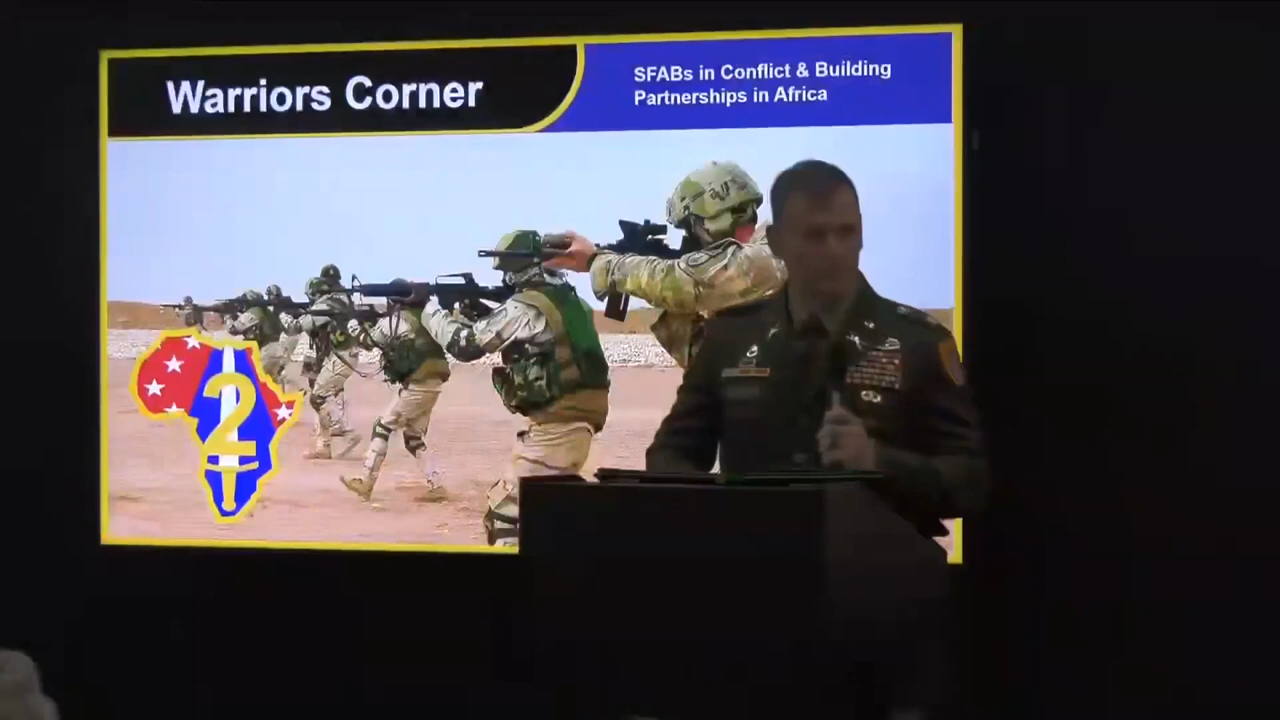 Warriors Corner
SFABs in Conflict & Building
Partnerships in Africa
2